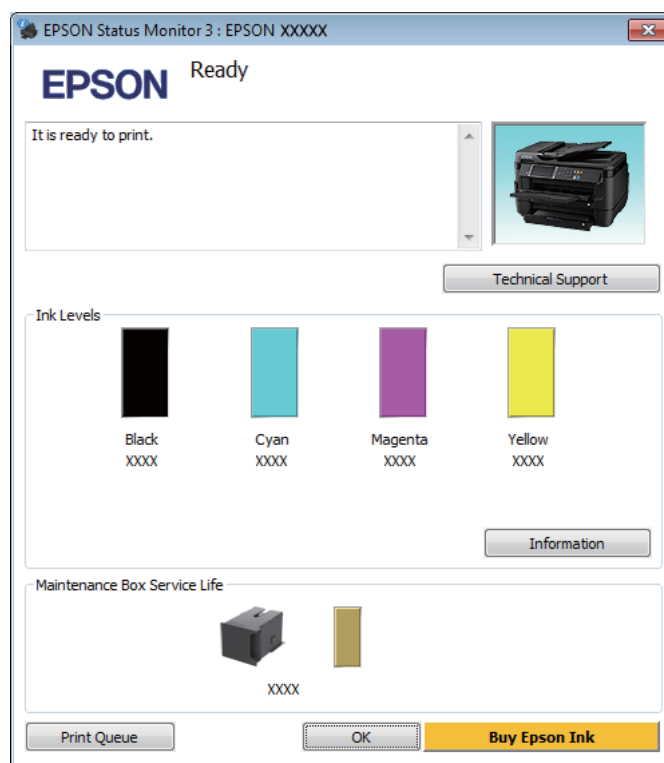 EPSON Status Monitor 3 : EPSON XXXXX
EPSON
Ready
It is ready to print.
Technical Support
Ink Levels
Black Cyan Magenta Yellow
XXXX XXXX XXXX XXXX
Information
Maintenance Box Service Life
XXXX
Print Queue OK Buy Epson Ink